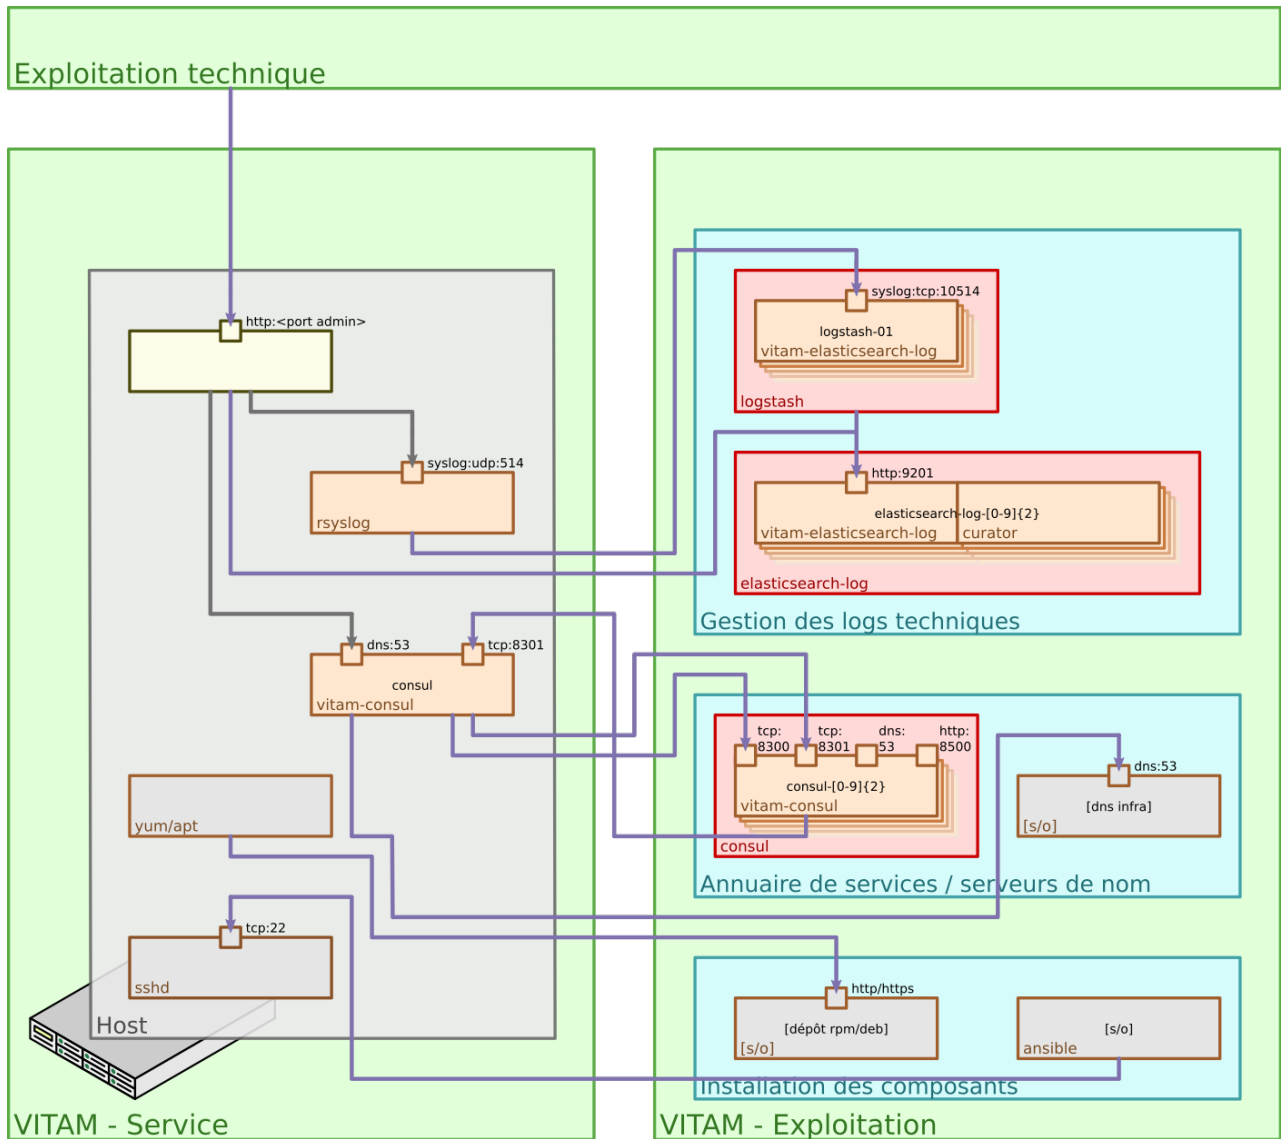 Exploitation technique
http:<port admin>
syslog:udp:514
rsyslog
dns:53
tcp:8301
consul
vitam-consul
yum/apt
tcp:22
sshd
Host
VITAM - Service
syslog:tcp:10514
logstash-01
vitam-elasticsearch-log
logstash
http:9201
elasticsearch-log-[0-9]{2}
vitam-elasticsearch-log
curator
elasticsearch-log
Gestion des logs techniques
tcp:
8300
tcp:
8301
dns:
53
http:
8500
consul-[0-9]{2}
vitam-consul
consul
dns:53
[dns infra]
[s/o]
Annuaire de services / serveurs de nom
http/https
[dépôt rpm/deb]
[s/o]
[s/o]
ansible
Installation des composants
VITAM - Exploitation